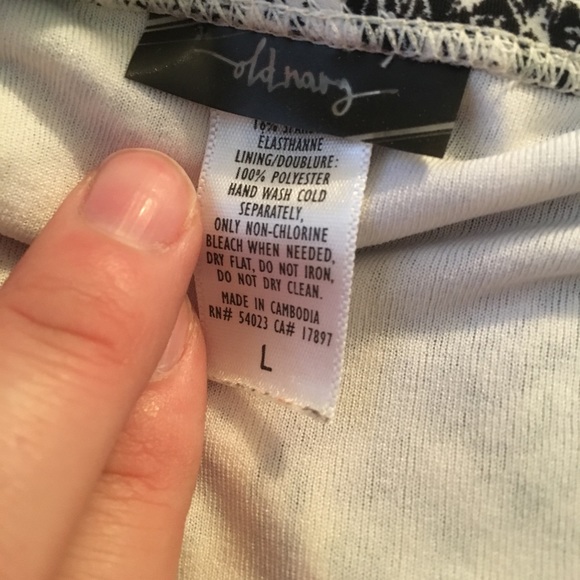 old navy
16%
ELASTHANNE
LINING/DOUBLURE:
100% POLYESTER
HAND WASH COLD
SEPARATELY,
ONLY NON-CHLORINE
BLEACH WHEN NEEDED,
DRY FLAT, DO NOT IRON,
DO NOT DRY CLEAN.
MADE IN CAMBODIA
RN# 54023 CA# 17897
L